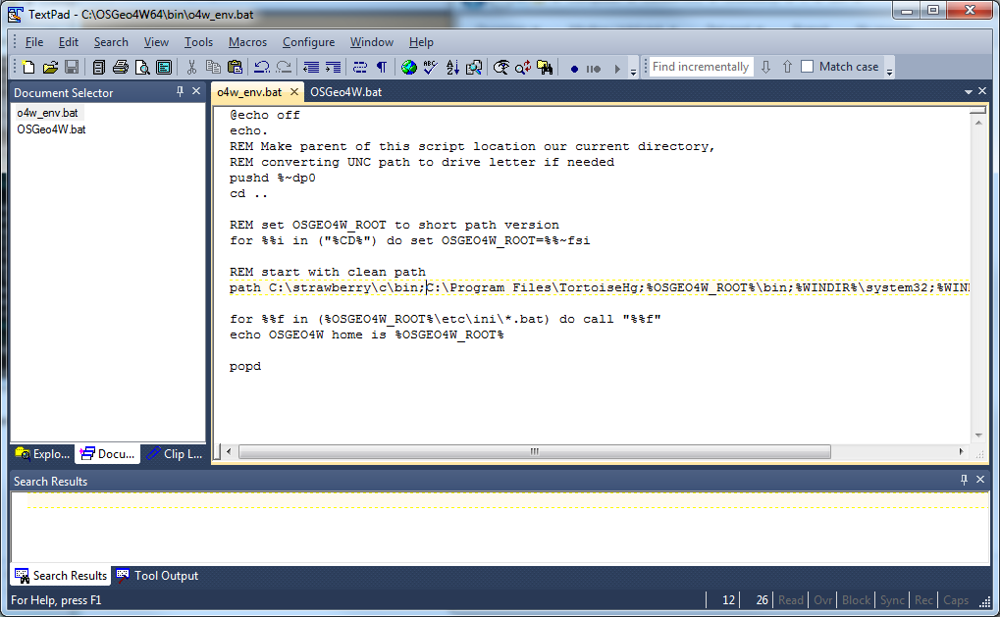 TextPad - C:\OSGeo4W64\bin\o4w_env.bat
File Edit Search View Tools Macros Configure Window Help
Find incrementally Match case
Document Selector
o4w_env.bat
OSGeo4W.bat
o4w_env.bat OSGeo4W.bat
@echo off
echo.
REM Make parent of this script location our current directory,
REM converting UNC path to drive letter if needed
pushd %~dp0
cd ..
REM set OSGEO4W_ROOT to short path version
for %%i in ("%CD%") do set OSGEO4W_ROOT=%%~fsi
REM start with clean path
path C:\strawberry\c\bin;C:\Program Files\TortoiseHg;%OSGEO4W_ROOT%\bin;%WINDIR%\system32;%WIN
for %%f in (%OSGEO4W_ROOT%\etc\ini\*.bat) do call "%%f"
echo OSGEO4W home is %OSGEO4W_ROOT%
popd
Explo... Docu... Clip L...
Search Results
Search Results Tool Output
For Help, press F1 12 26 Read Ovr Block Sync Rec Caps